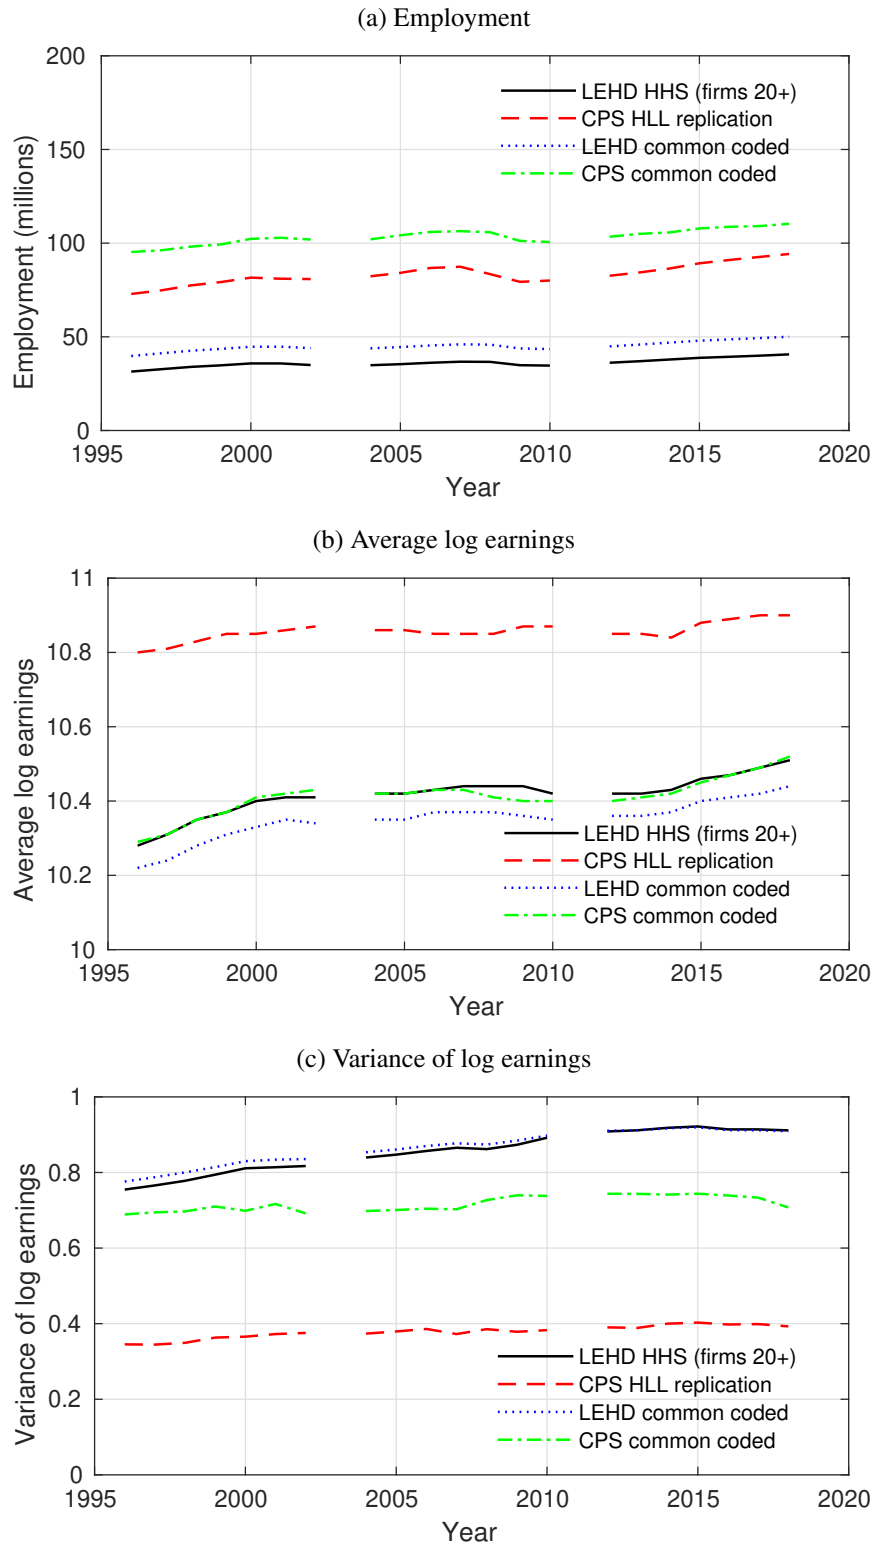 (a) Employment
200
150
100
50
0
Employment (millions)
LEHD HHS (firms 20+)
CPS HLL replication
LEHD common coded
CPS common coded
1995 2000 2005 2010 2015 2020
Year
(b) Average log earnings
11
10.8
10.6
10.4
10.2
10
Average log earnings
LEHD HHS (firms 20+)
CPS HLL replication
LEHD common coded
CPS common coded
1995 2000 2005 2010 2015 2020
Year
(c) Variance of log earnings
1
0.8
0.6
0.4
0.2
0
Variance of log earnings
LEHD HHS (firms 20+)
CPS HLL replication
LEHD common coded
CPS common coded
1995 2000 2005 2010 2015 2020
Year